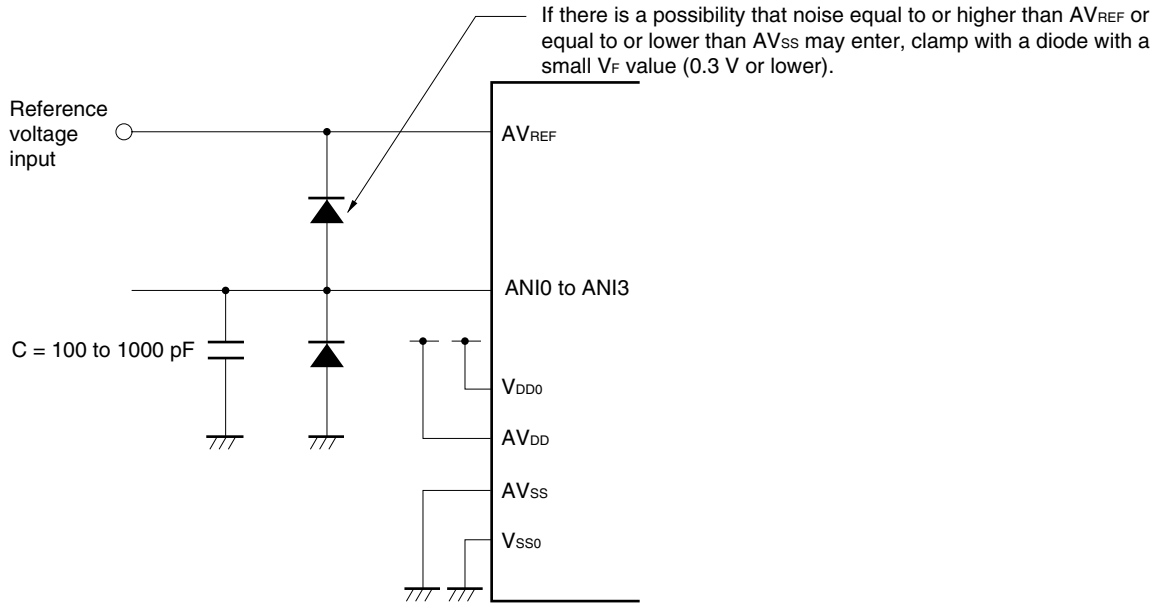 If there is a possibility that noise equal to or higher than AVREF or
equal to or lower than AVSS may enter, clamp with a diode with a
small VF value (0.3 V or lower).
Reference
voltage
input
AVREF
ANI0 to ANI3
C = 100 to 1000 pF
VDD0
AVDD
AVSS
VSS0